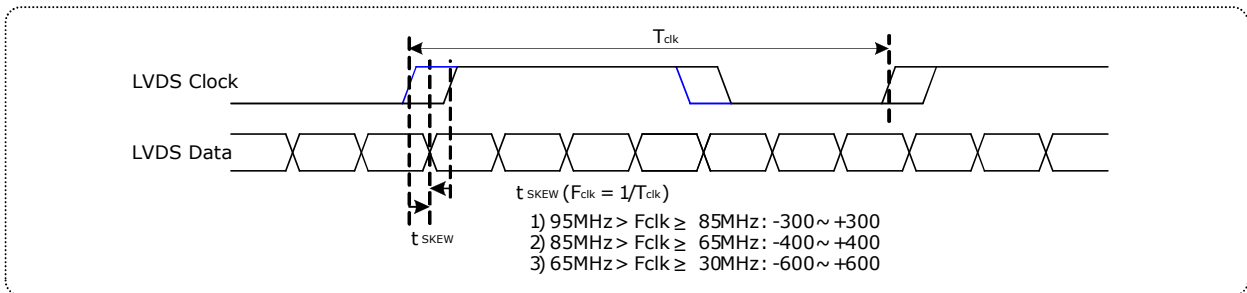 Tclk
LVDS Clock
LVDS Data
t SKEW (Fclk = 1/Tclk)
1) 95MHz > Fclk ≥ 85MHz: -300~+300
t SKEW
2) 85MHz > Fclk ≥ 65MHz: -400~+400
3) 65MHz > Fclk ≥ 30MHz: -600~+600